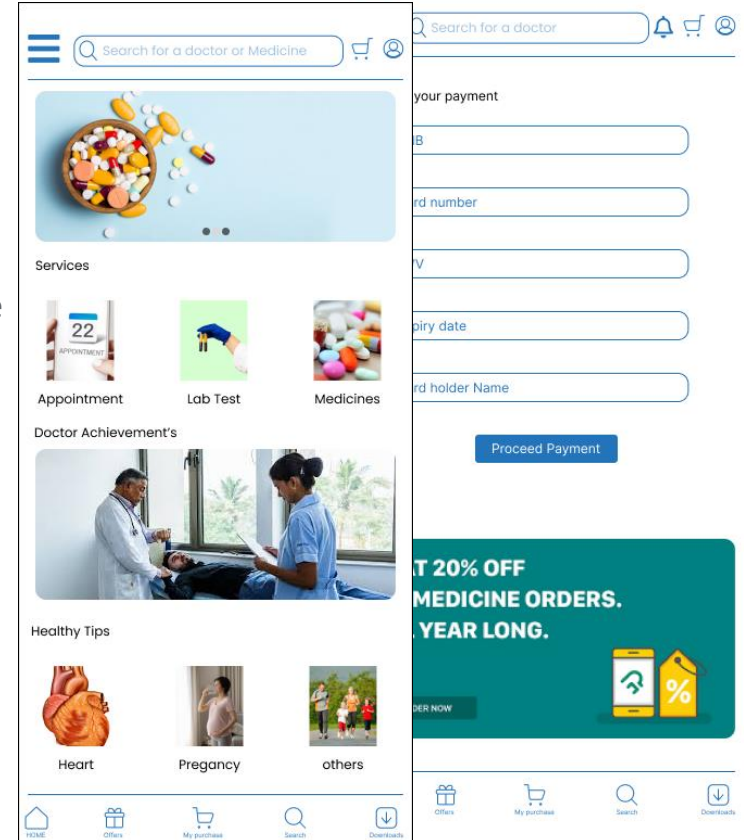 Search for a doctor or Medicine
22
APPOINTMENT
Services
Appointment Lab Test Medicines
Doctor Achievement's
Healthy Tips
Heart Pregancy others
HOME Offers My purchase Search Downloads
Search for a doctor
your payment
rd number
piry date
rd holder Name
Proceed Payment
20% OFF
MEDICINE ORDERS.
YEAR LONG.
%
NOW
Offers My purchase Search Downloads